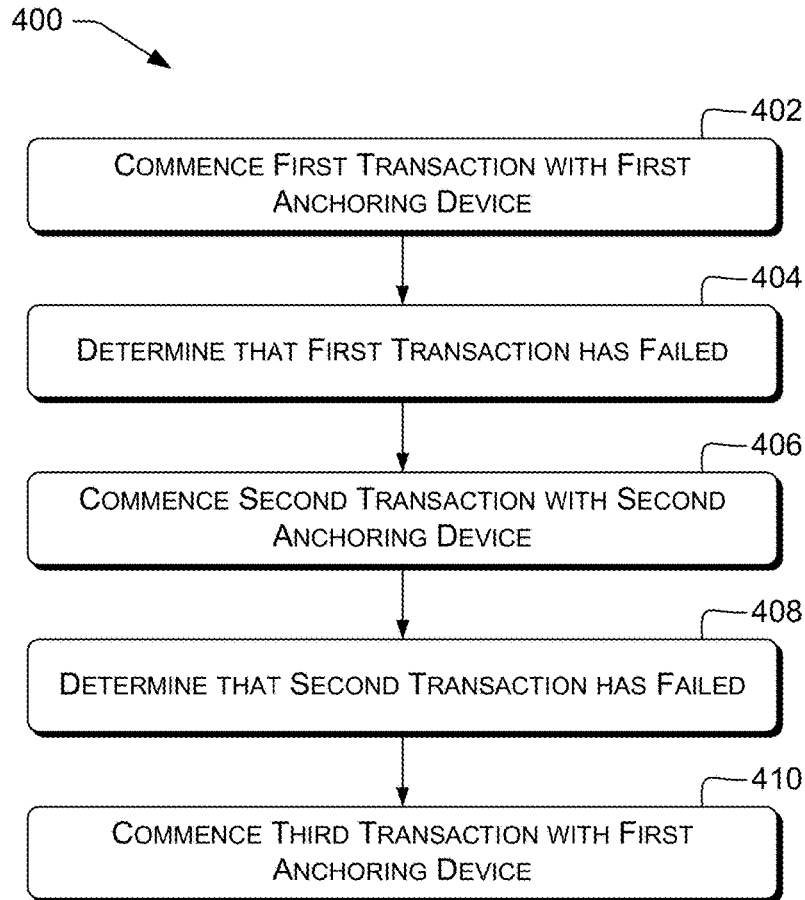 400
402
COMMENCE FIRST TRANSACTION WITH FIRST
ANCHORING DEVICE
404
DETERMINE THAT FIRST TRANSACTION HAS FAILED
406
COMMENCE SECOND TRANSACTION WITH SECOND
ANCHORING DEVICE
408
DETERMINE THAT SECOND TRANSACTION HAS FAILED
410
COMMENCE THIRD TRANSACTION WITH FIRST
ANCHORING DEVICE